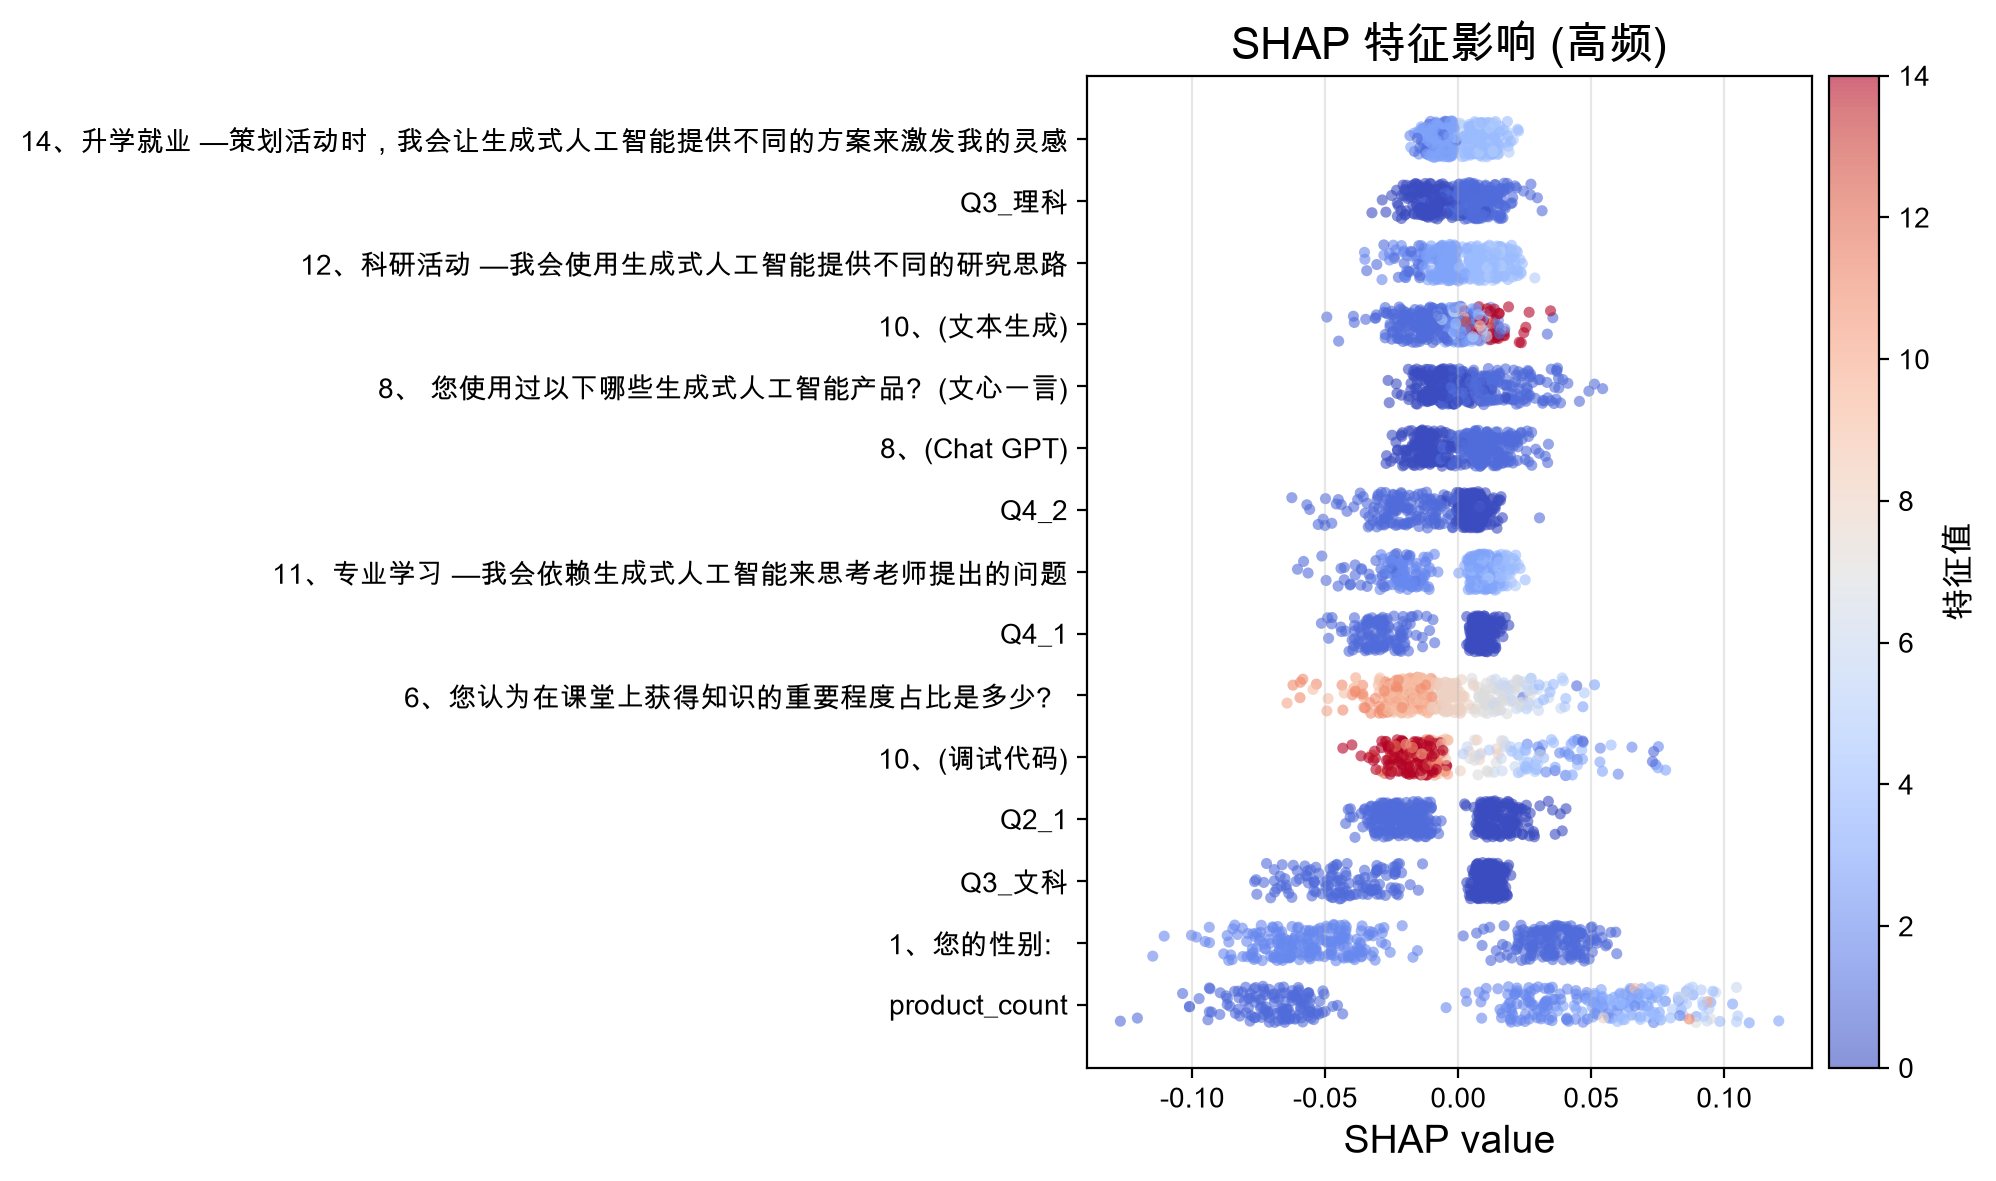 SHAP 特征影响 (高频)
14、升学就业 —策划活动时，我会让生成式人工智能提供不同的方案来激发我的灵感
Q3_理科
12、科研活动 —我会使用生成式人工智能提供不同的研究思路
10、(文本生成)
8、 您使用过以下哪些生成式人工智能产品？ (文心一言)
8、(Chat GPT)
Q4_2
11、专业学习 —我会依赖生成式人工智能来思考老师提出的问题
Q4_1
6、您认为在课堂上获得知识的重要程度占比是多少？
10、(调试代码)
Q2_1
Q3_文科
1、您的性别:
product_count
-0.10 -0.05 0.00 0.05 0.10
SHAP value
14
12
10
8
6
4
2
0
特征值